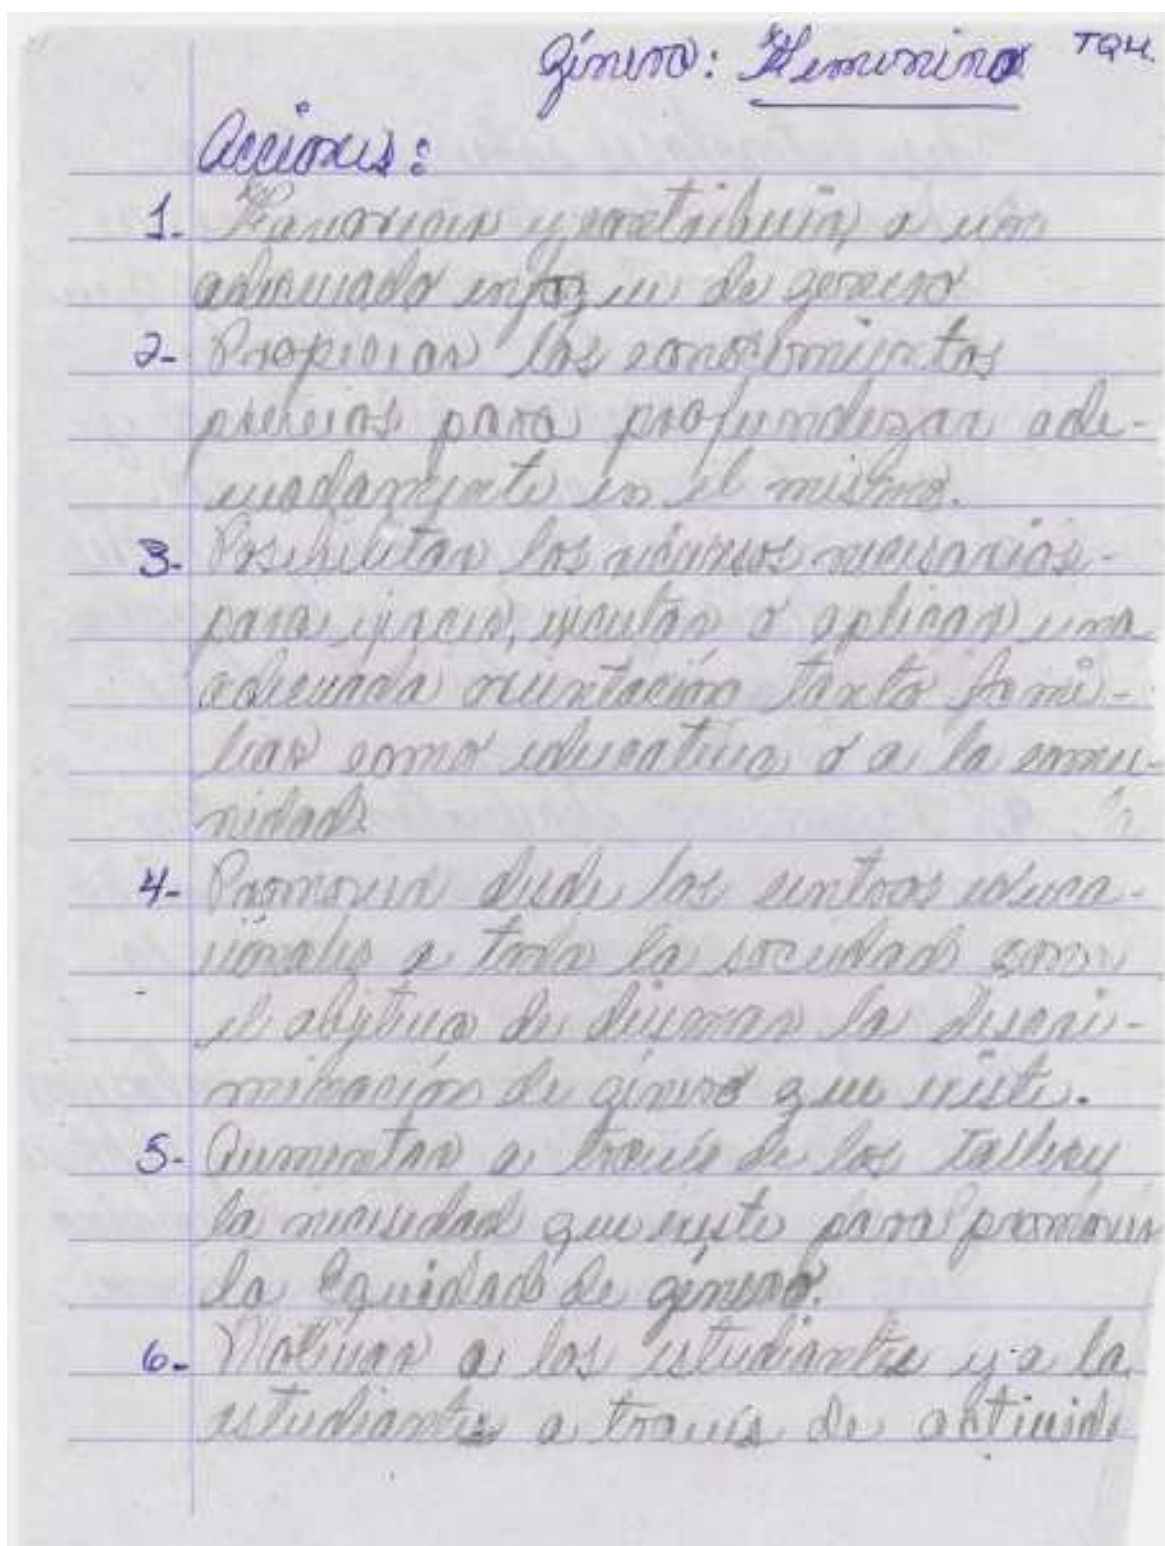 Género: Femenino TQH.
Acciones:
1- Favorecer y contribuir a un
adecuado enfoque de género
2- Propiciar los conocimientos
previos para profundizar ade-
cuadamente en el mismo.
3- Posibilitar los recursos necesarios
para ejercer, ejecutar o aplicar una
adecuada orientación tanto fami-
liar como educativa o a la comu-
nidad.
4- Promover desde los centros educa-
cionales a toda la sociedad con
el objetivo de diezmar la discri-
minación de género que existe.
5- Aumentar a través de los talleres
la necesidad que existe para promover
la Equidad de género.
6- Motivar a los estudiantes y a la
estudiantes a través de actividad